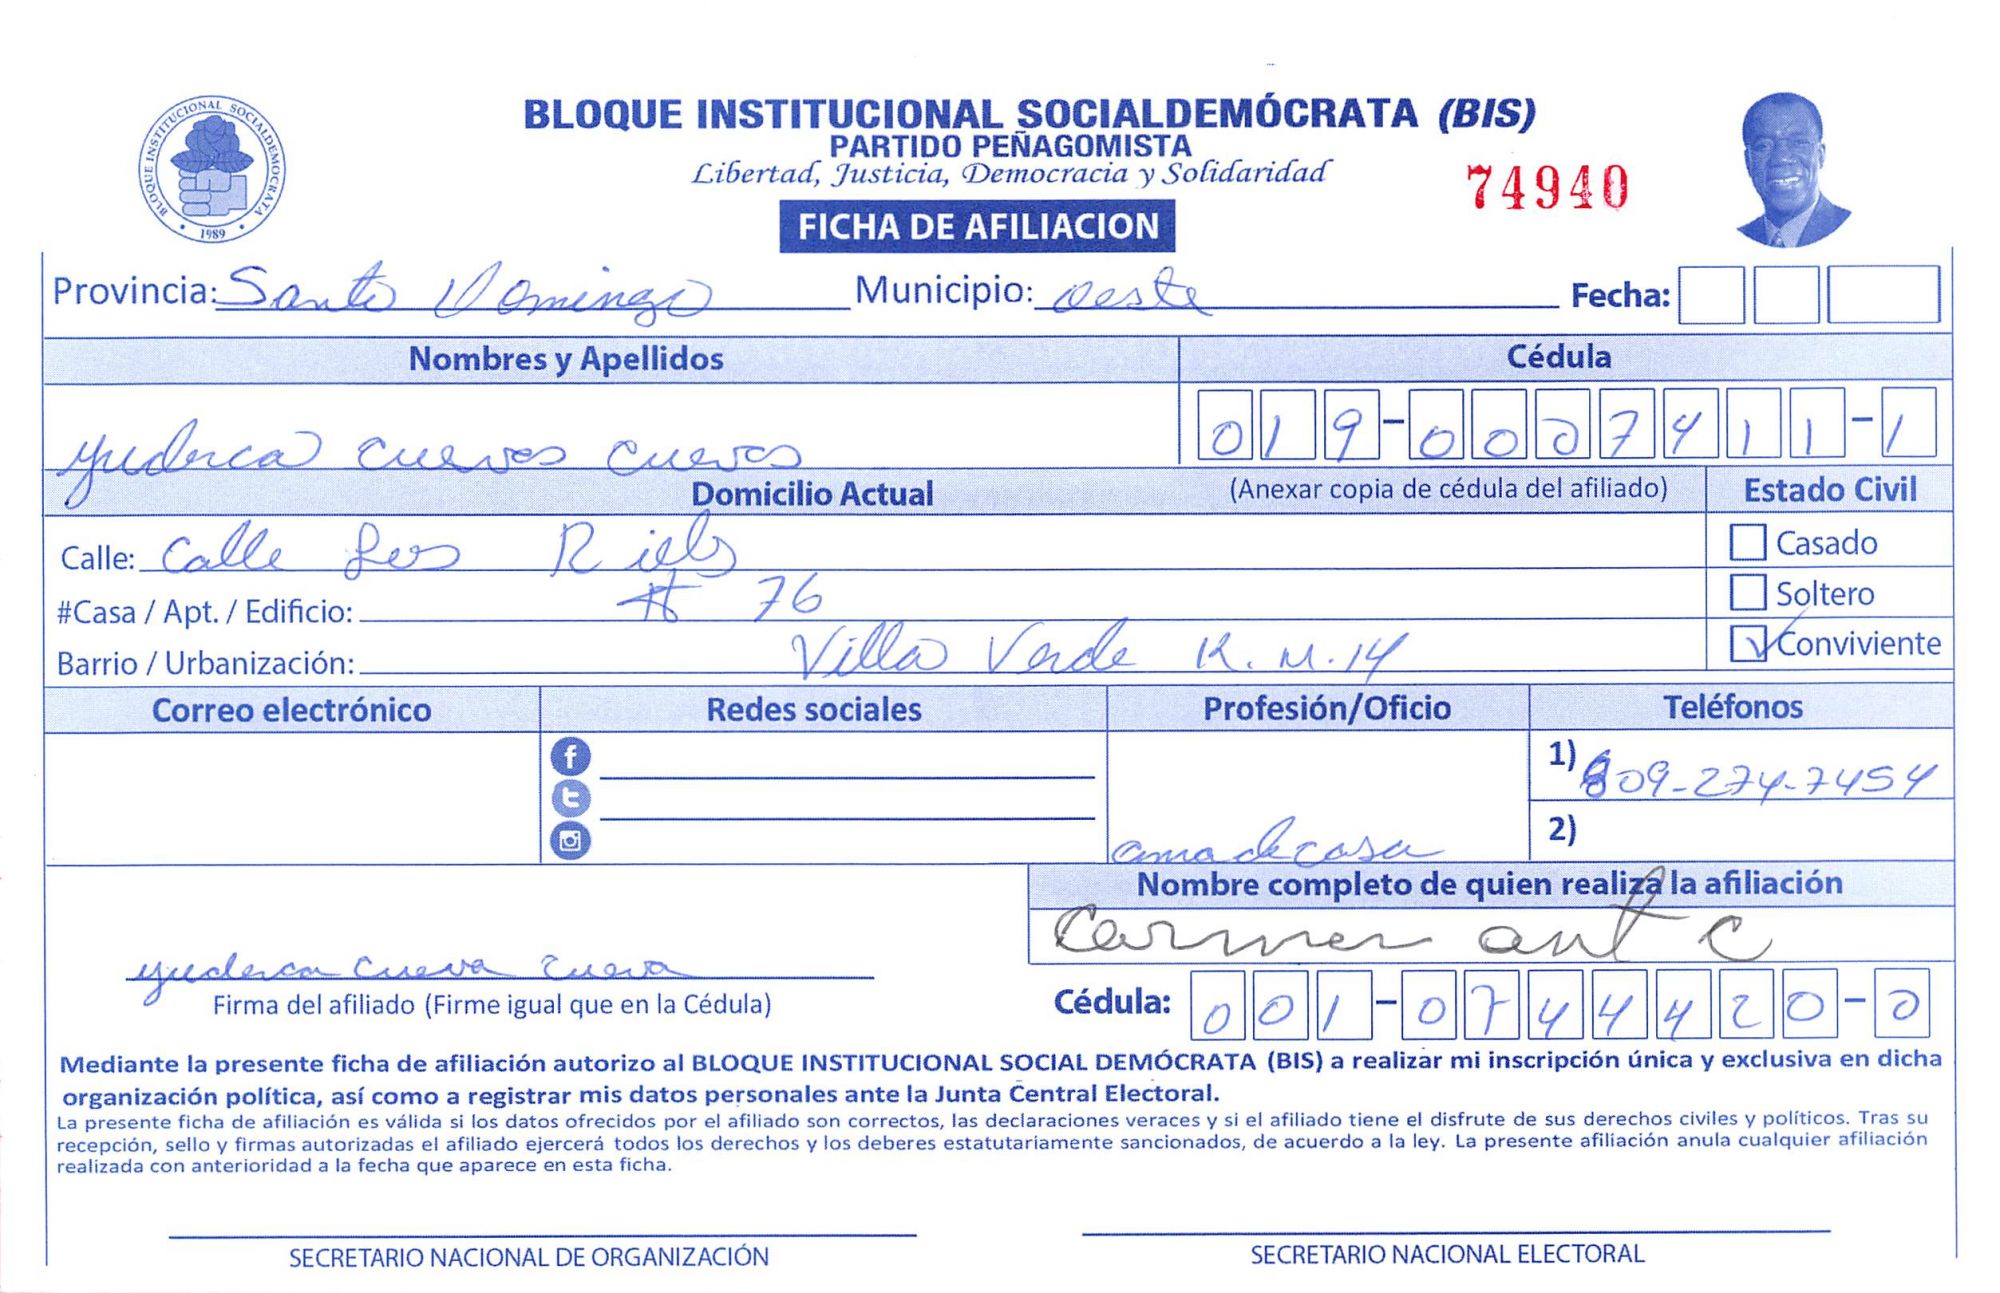 BLOQUE INSTITUCIONAL SOCIALDEMOCRATA
1989
BLOQUE INSTITUCIONAL SOCIALDEMÓCRATA (BIS)
PARTIDO PEÑAGOMISTA
Libertad, Justicia, Democracia y Solidaridad
74940
FICHA DE AFILIACION
Provincia: Santo Domingo Municipio: oeste Fecha:
Nombres y Apellidos Cédula
yuderca cuevas cuevas 019-0007411-1
Domicilio Actual (Anexar copia de cédula del afiliado) Estado Civil
Calle: Calle Los Rieles Casado
#Casa / Apt. / Edificio: # 76 Soltero
Barrio / Urbanización: Villa Verde K.M.14 Conviviente
Correo electrónico Redes sociales Profesión/Oficio Teléfonos
1) 809-274-7454
2)
ama de casa
Nombre completo de quien realiza la afiliación
Carmen ant C
yuderca cueva cueva
Firma del afiliado (Firme igual que en la Cédula) Cédula: 001-0744420-0
Mediante la presente ficha de afiliación autorizo al BLOQUE INSTITUCIONAL SOCIAL DEMÓCRATA (BIS) a realizar mi inscripción única y exclusiva en dicha
organización política, así como a registrar mis datos personales ante la Junta Central Electoral.
La presente ficha de afiliación es válida si los datos ofrecidos por el afiliado son correctos, las declaraciones veraces y si el afiliado tiene el disfrute de sus derechos civiles y políticos. Tras su
recepción, sello y firmas autorizadas el afiliado ejercerá todos los derechos y los deberes estatutariamente sancionados, de acuerdo a la ley. La presente afiliación anula cualquier afiliación
realizada con anterioridad a la fecha que aparece en esta ficha.
SECRETARIO NACIONAL DE ORGANIZACIÓN SECRETARIO NACIONAL ELECTORAL